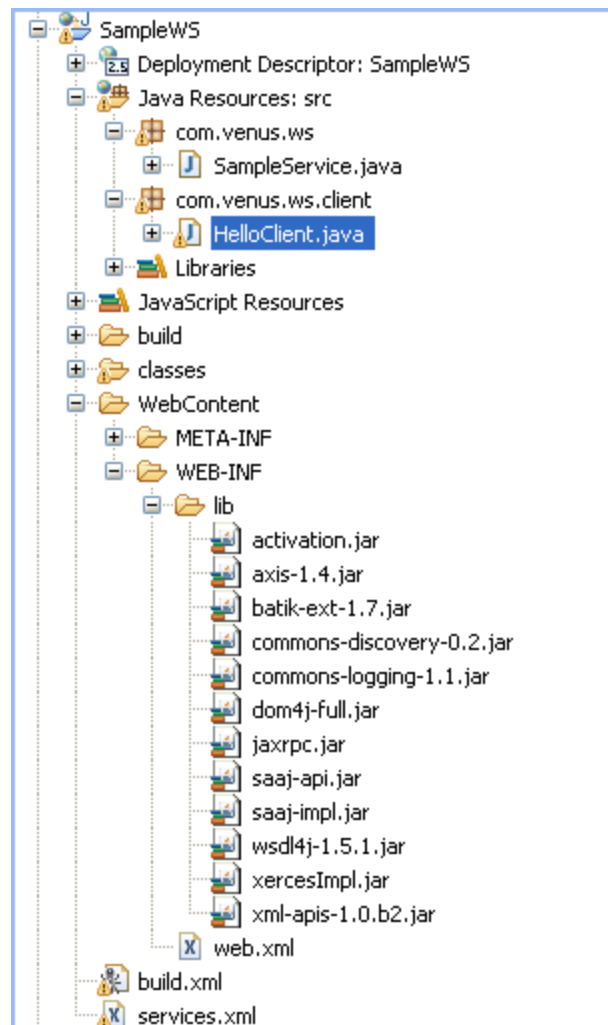 SampleWS
2.5 Deployment Descriptor: SampleWS
Java Resources: src
com.venus.ws
J SampleService.java
com.venus.ws.client
J HelloClient.java
Libraries
JavaScript Resources
build
classes
WebContent
META-INF
WEB-INF
lib
activation.jar
axis-1.4.jar
batik-ext-1.7.jar
commons-discovery-0.2.jar
commons-logging-1.1.jar
dom4j-full.jar
jaxrpc.jar
saaj-api.jar
saaj-impl.jar
wsdl4j-1.5.1.jar
xercesImpl.jar
xml-apis-1.0.b2.jar
X web.xml
build.xml
X services.xml